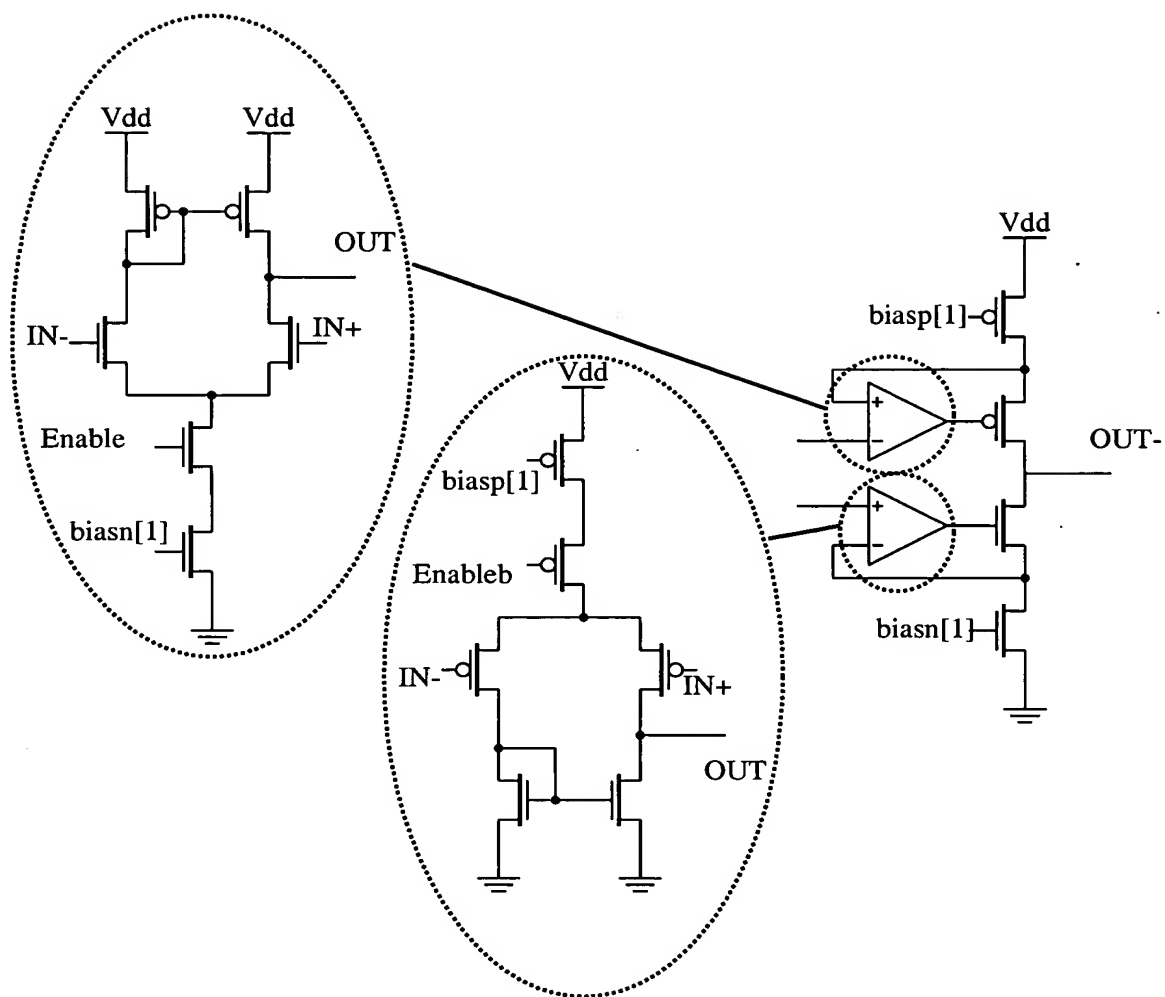 Vdd
Vdd
OUT
IN-
IN+
Enable
biasn[1]
Vdd
biasp[1]
Enableb
IN-
IN+
OUT
Vdd
biasp[1]
+
−
OUT-
+
−
biasn[1]